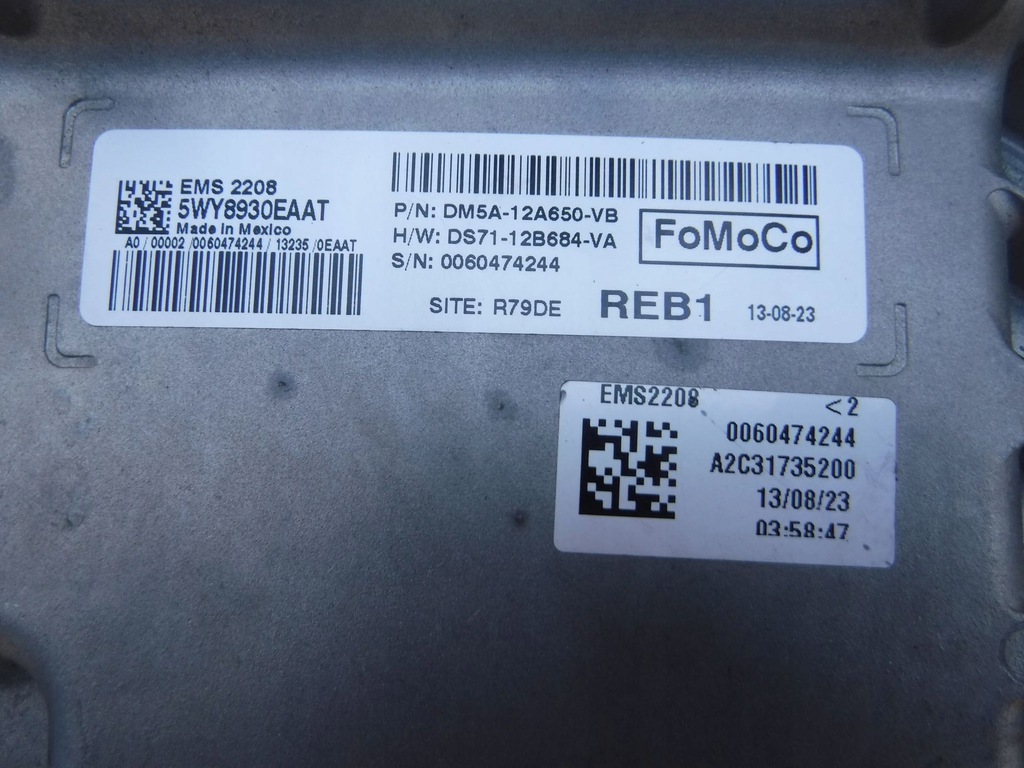 EMS 2208
5WY8930EAAT
Made in Mexico
A0 / 00002 /0060474244 / 13235 /0EAAT
P/N: DM5A-12A650-VB
H/W: DS71-12B684-VA
S/N: 0060474244
FoMoCo
SITE: R79DE REB1 13-08-23
EMS2208 <2
0060474244
A2C31735200
13/08/23
03:58:47